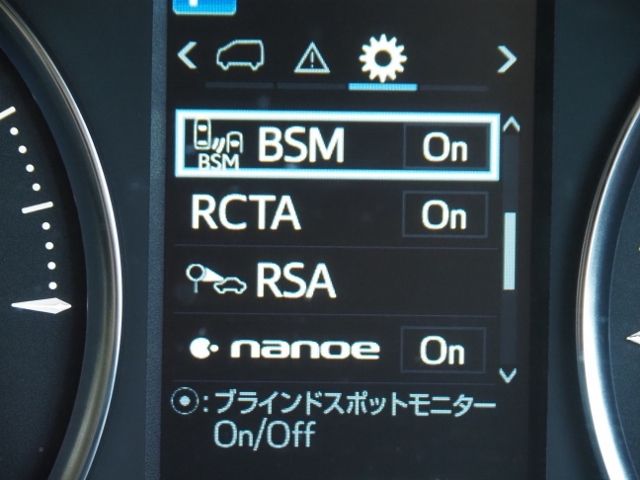 BSM BSM On
RCTA On
RSA
nanoe On
:ブラインドスポットモニター
On/Off